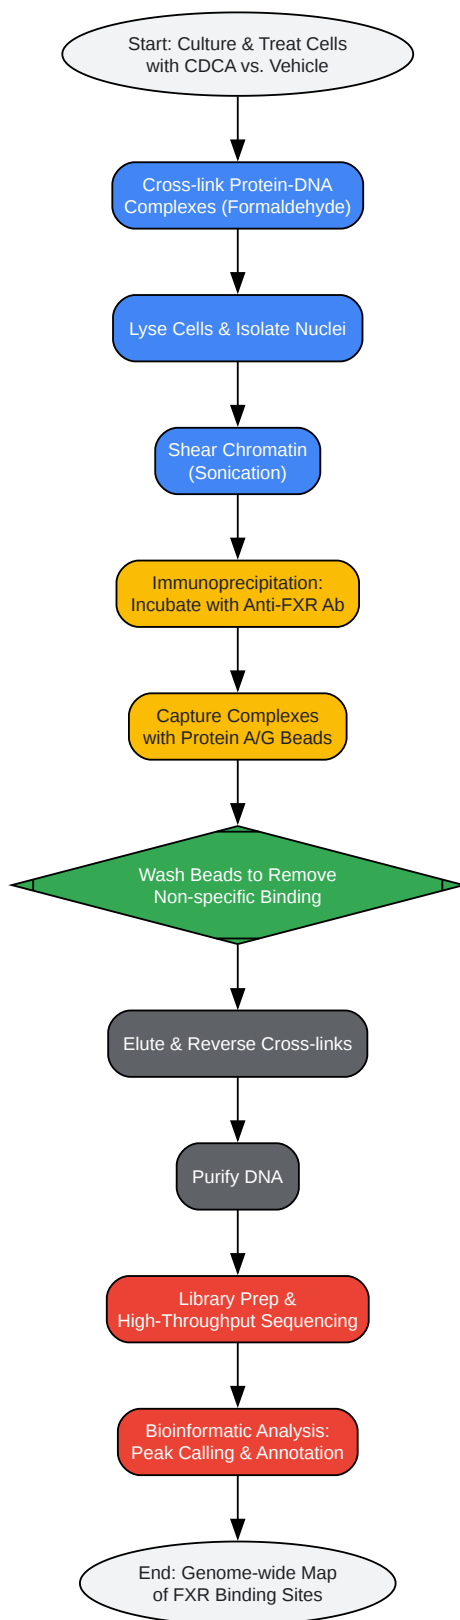 Start: Culture & Treat Cells
with CDCA vs. Vehicle
Cross-link Protein-DNA
Complexes (Formaldehyde)
Lyse Cells & Isolate Nuclei
Shear Chromatin
(Sonication)
Immunoprecipitation:
Incubate with Anti-FXR Ab
Capture Complexes
with Protein A/G Beads
Wash Beads to Remove
Non-specific Binding
Elute & Reverse Cross-links
Purify DNA
Library Prep &
High-Throughput Sequencing
Bioinformatic Analysis:
Peak Calling & Annotation
End: Genome-wide Map
of FXR Binding Sites